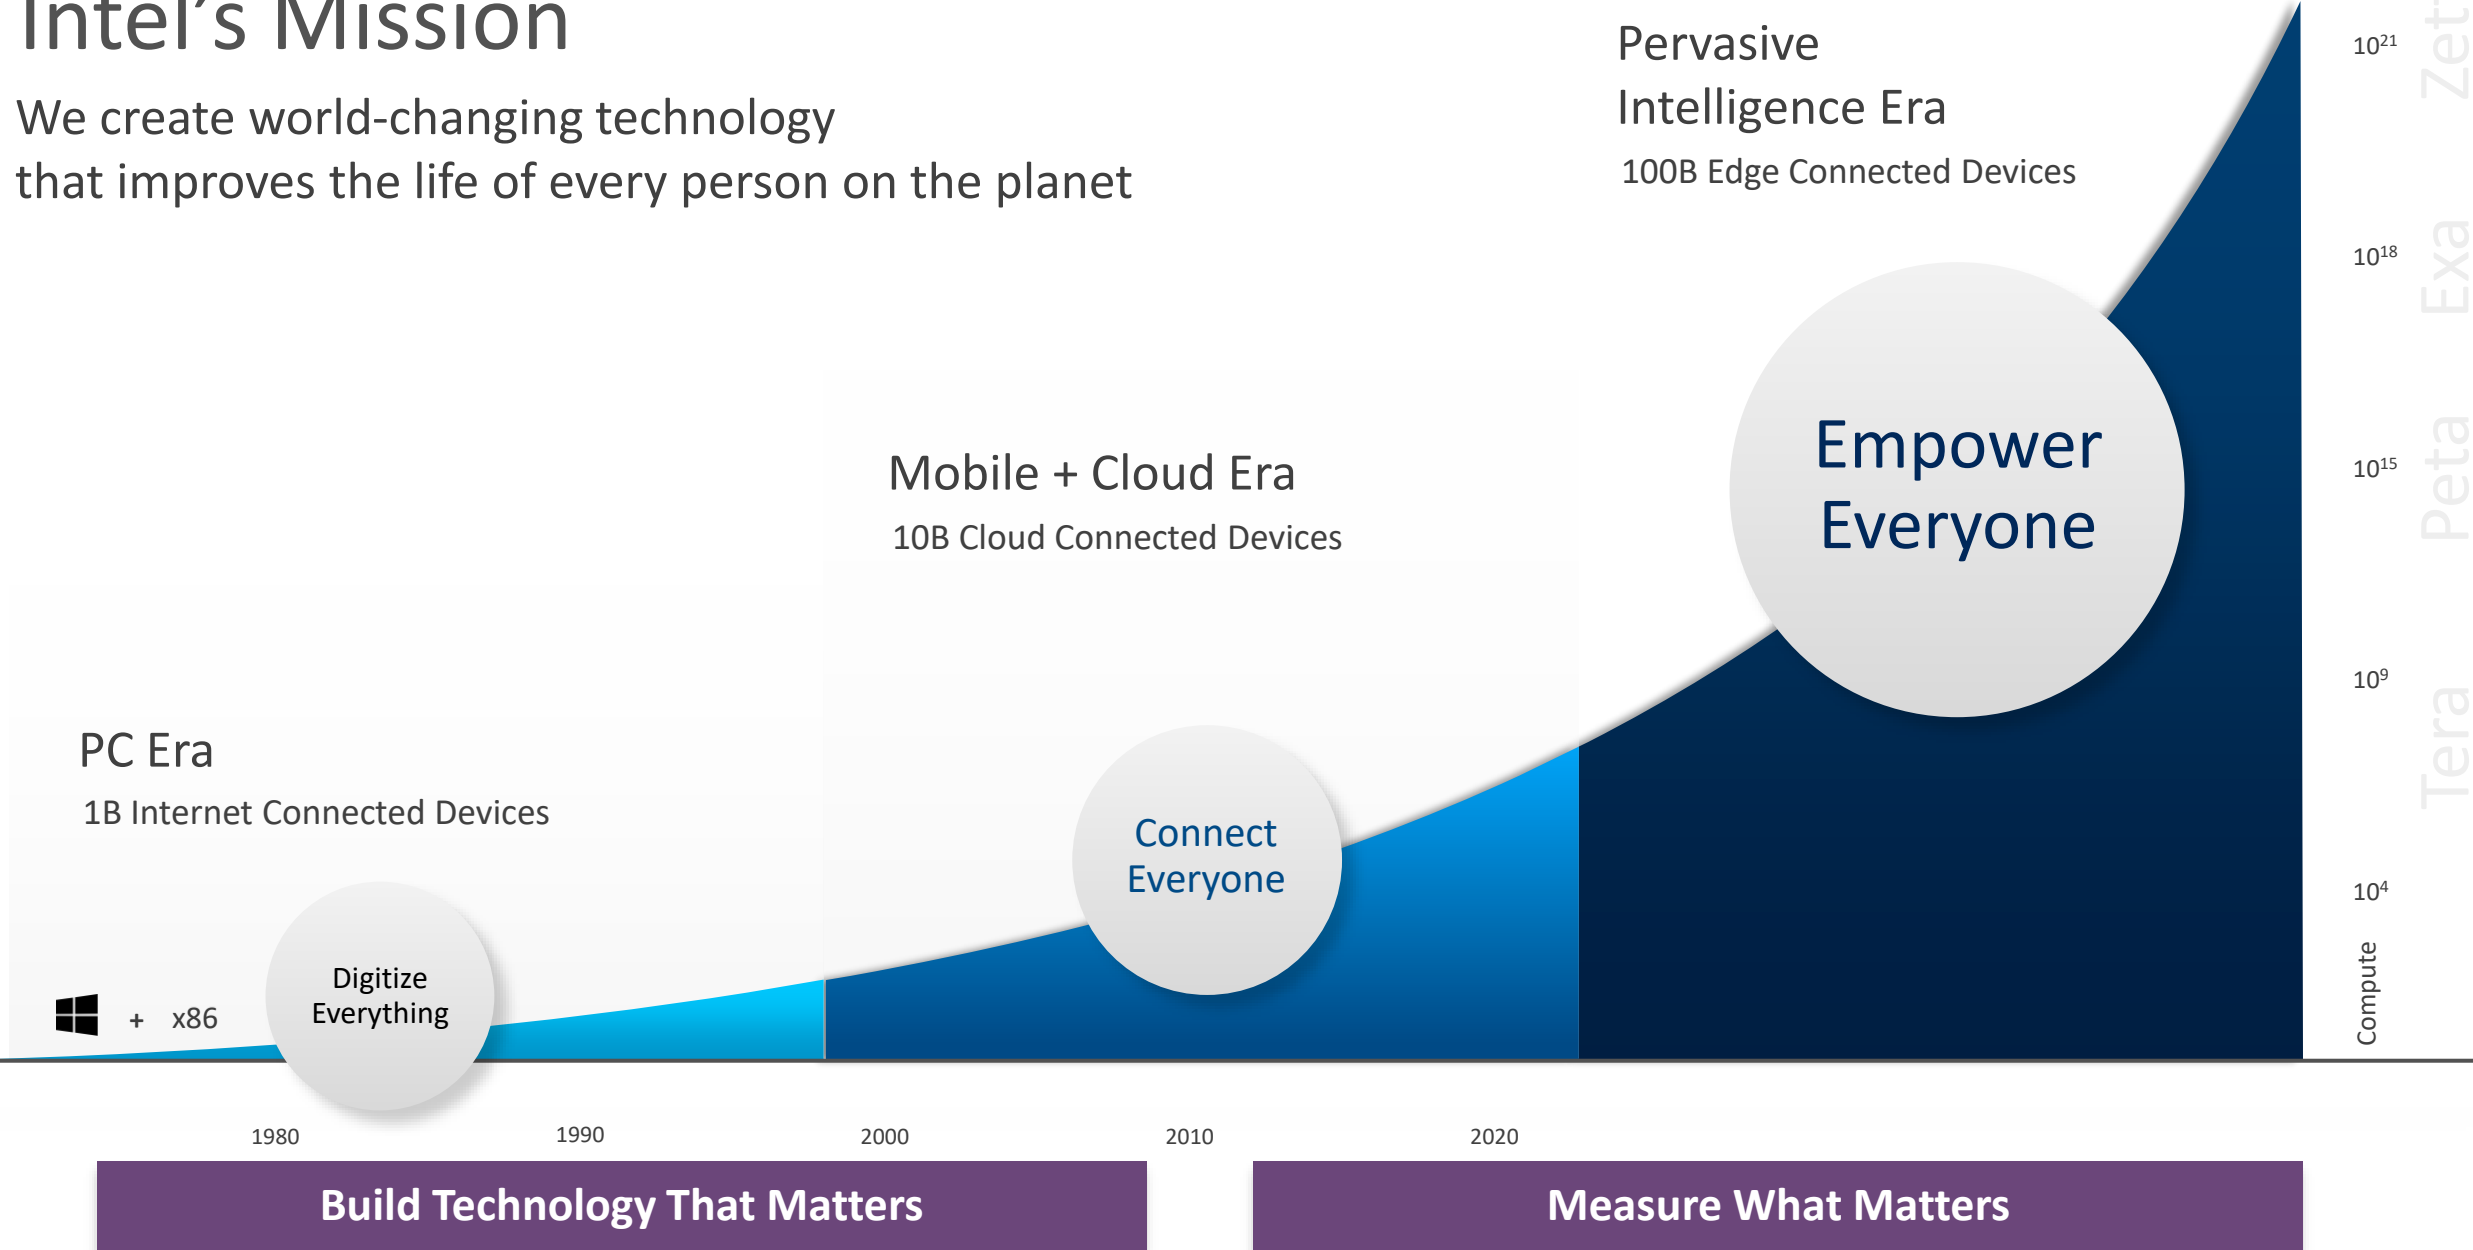 Intel's Mission
We create world-changing technology
that improves the life of every person on the planet
Pervasive
Intelligence Era
100B Edge Connected Devices
Empower
Everyone
Mobile + Cloud Era
10B Cloud Connected Devices
Connect
Everyone
PC Era
1B Internet Connected Devices
Digitize
Everything
+ x86
10²¹
10¹⁸
10¹⁵
10⁹
10⁴
Compute
Zett
Exa
Peta
Tera
1980
1990
2000
2010
2020
Build Technology That Matters
Measure What Matters